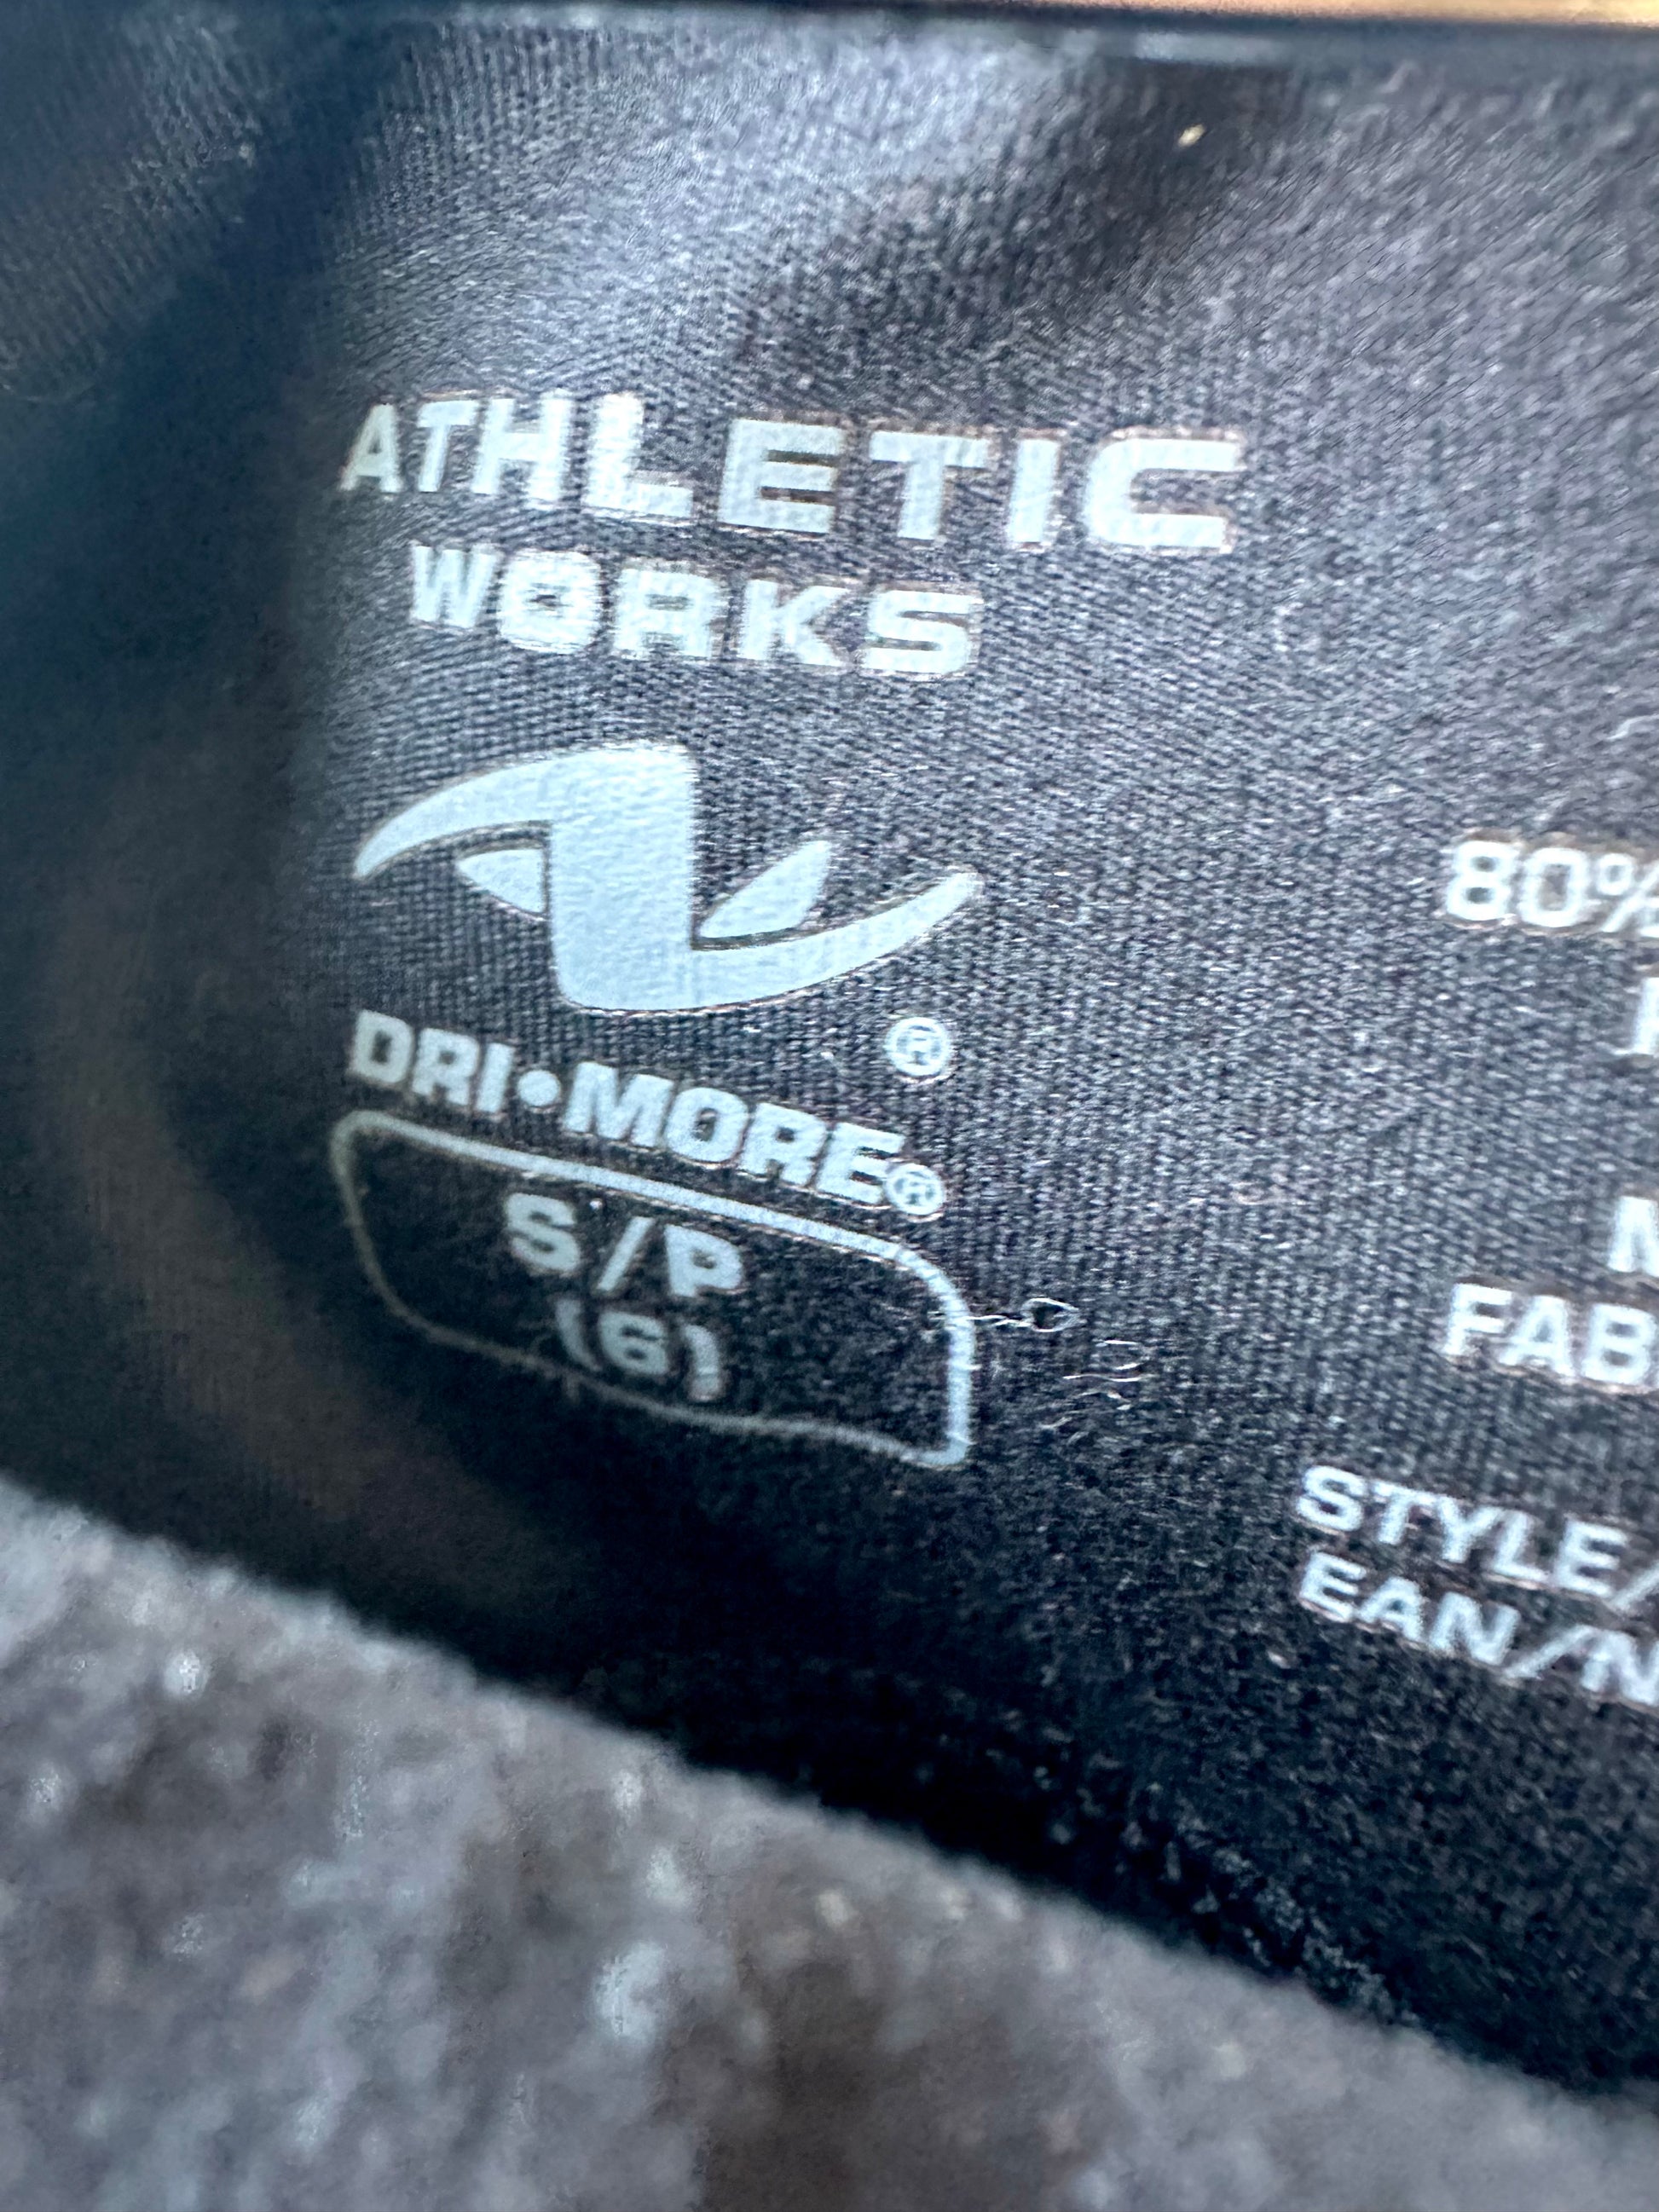 ATHLETIC
WORKS
®
DRI•MORE®
S/P
(6)
80%
FAB
STYLE/
EAN/N